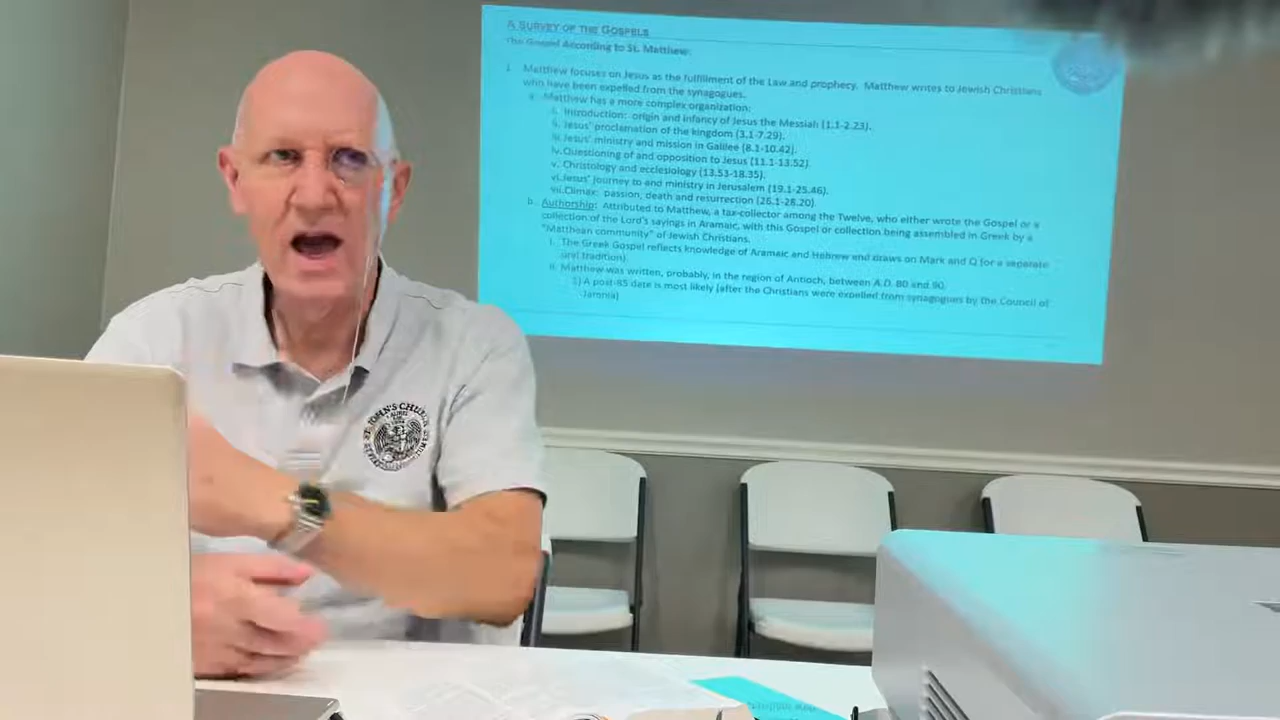 A SURVEY OF THE GOSPELS
The Gospel According to St. Matthew:
Matthew focuses on Jesus as the fulfillment of the Law and prophecy. Matthew writes to Jewish Christians
who have been expelled from the synagogues.
a. Matthew has a more complex organization:
i. Introduction: origin and infancy of Jesus the Messiah (1.1-2.23).
ii. Jesus' proclamation of the kingdom (3.1-7.29).
iii. Jesus' ministry and mission in Galilee (8.1-10.42).
iv. Questioning of and opposition to Jesus (11.1-13.52).
v. Christology and ecclesiology (13.53-18.35).
vi. Jesus' journey to and ministry in Jerusalem (19.1-25.46).
vii. Climax: passion, death and resurrection (26.1-28.20).
b. Authorship: Attributed to Matthew, a tax-collector among the Twelve, who either wrote the Gospel or a
collection of the Lord's sayings in Aramaic, with this Gospel or collection being assembled in Greek by a
"Matthean community" of Jewish Christians.
i. The Greek Gospel reflects knowledge of Aramaic and Hebrew and draws on Mark and Q (or a separate
oral tradition).
ii. Matthew was written, probably, in the region of Antioch, between A.D. 80 and 90.
1) A post-85 date is most likely (after the Christians were expelled from synagogues by the Council of
Jamnia)
ST. JOHN'S CHURCH
LAUREL